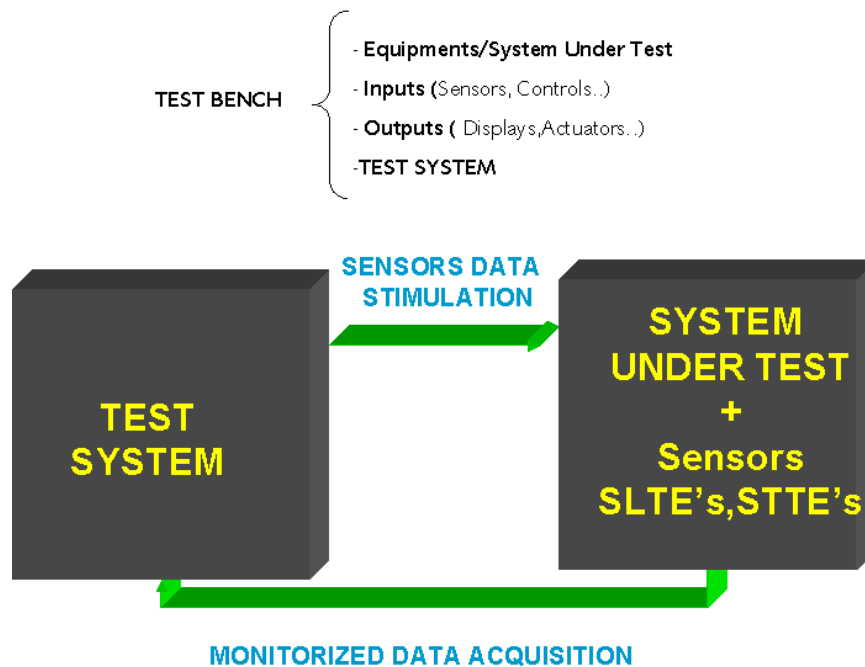 - Equipments/System Under Test
- Inputs (Sensors, Controls..)
TEST BENCH
- Outputs ( Displays,Actuators..)
-TEST SYSTEM
SENSORS DATA
STIMULATION
TEST
SYSTEM
SYSTEM
UNDER TEST
+
Sensors
SLTE's,STTE's
MONITORIZED DATA ACQUISITION